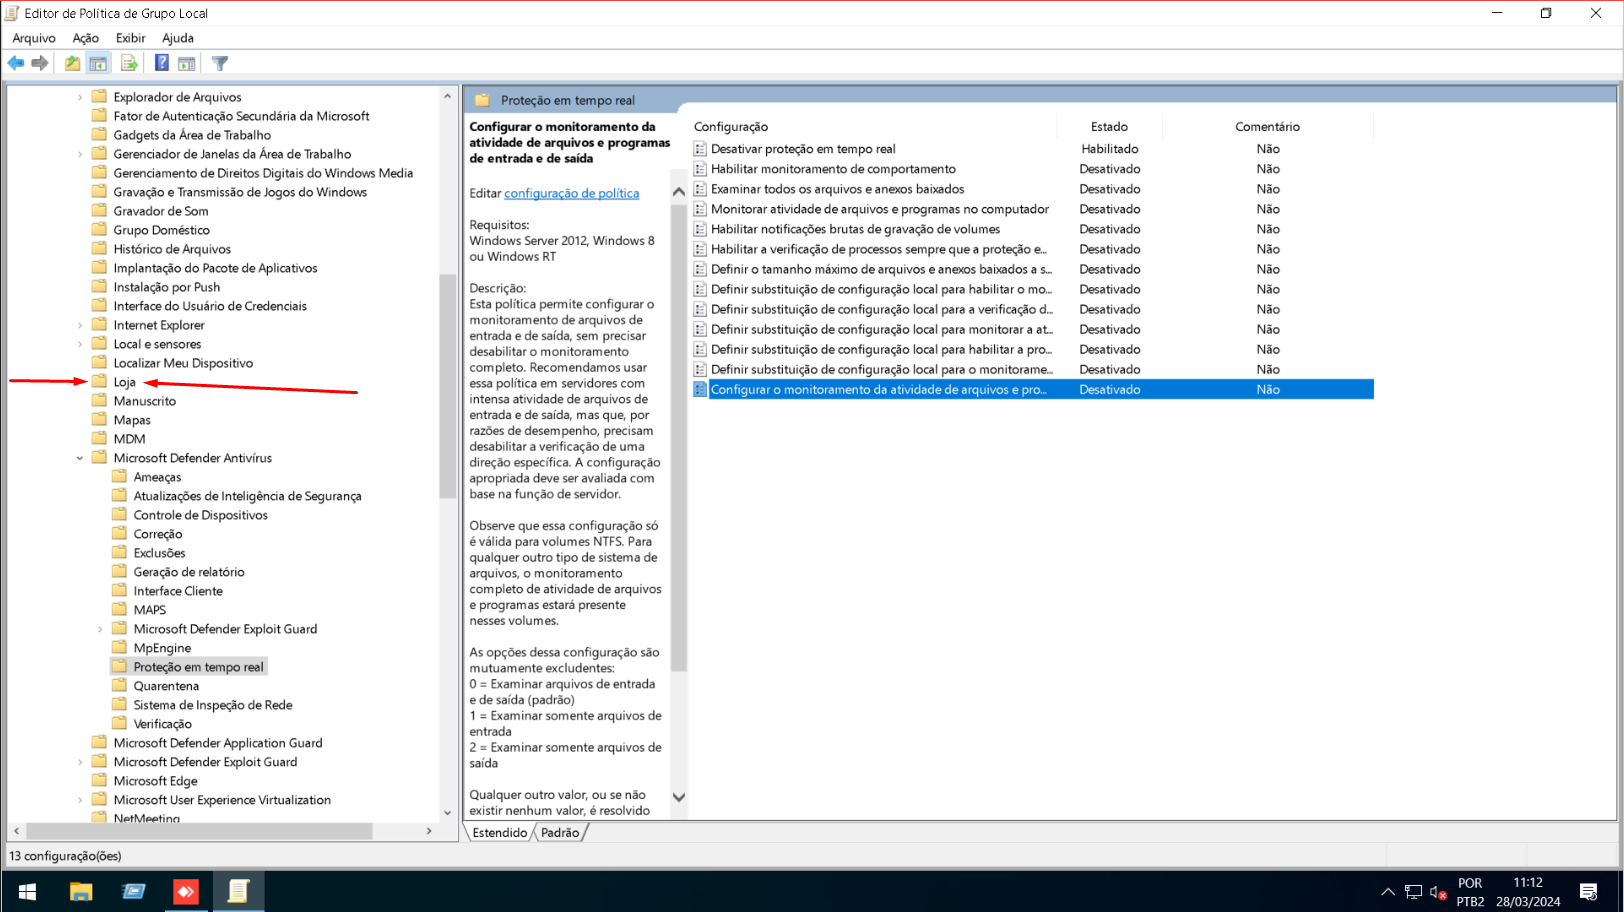 Editor de Política de Grupo Local
Arquivo Ação Exibir Ajuda
Explorador de Arquivos
Fator de Autenticação Secundária da Microsoft
Gadgets da Área de Trabalho
Gerenciador de Janelas da Área de Trabalho
Gerenciamento de Direitos Digitais do Windows Media
Gravação e Transmissão de Jogos do Windows
Gravador de Som
Grupo Doméstico
Histórico de Arquivos
Implantação do Pacote de Aplicativos
Instalação por Push
Interface do Usuário de Credenciais
Internet Explorer
Local e sensores
Localizar Meu Dispositivo
Loja
Manuscrito
Mapas
MDM
Microsoft Defender Antivírus
Ameaças
Atualizações de Inteligência de Segurança
Controle de Dispositivos
Correção
Exclusões
Geração de relatório
Interface Cliente
MAPS
Microsoft Defender Exploit Guard
MpEngine
Proteção em tempo real
Quarentena
Sistema de Inspeção de Rede
Verificação
Microsoft Defender Application Guard
Microsoft Defender Exploit Guard
Microsoft Edge
Microsoft User Experience Virtualization
NetMeeting
Proteção em tempo real
Configurar o monitoramento da
atividade de arquivos e programas
de entrada e de saída
Editar configuração de política
Requisitos:
Windows Server 2012, Windows 8
ou Windows RT
Descrição:
Esta política permite configurar o
monitoramento de arquivos de
entrada e de saída, sem precisar
desabilitar o monitoramento
completo. Recomendamos usar
essa política em servidores com
intensa atividade de arquivos de
entrada e de saída, mas que, por
razões de desempenho, precisam
desabilitar a verificação de uma
direção específica. A configuração
apropriada deve ser avaliada com
base na função de servidor.
Observe que essa configuração só
é válida para volumes NTFS. Para
qualquer outro tipo de sistema de
arquivos, o monitoramento
completo de atividade de arquivos
e programas estará presente
nesses volumes.
As opções dessa configuração são
mutuamente excludentes:
0 = Examinar arquivos de entrada
e de saída (padrão)
1 = Examinar somente arquivos de
entrada
2 = Examinar somente arquivos de
saída
Qualquer outro valor, ou se não
existir nenhum valor, é resolvido
Configuração Estado Comentário
Desativar proteção em tempo real Habilitado Não
Habilitar monitoramento de comportamento Desativado Não
Examinar todos os arquivos e anexos baixados Desativado Não
Monitorar atividade de arquivos e programas no computador Desativado Não
Habilitar notificações brutas de gravação de volumes Desativado Não
Habilitar a verificação de processos sempre que a proteção e... Desativado Não
Definir o tamanho máximo de arquivos e anexos baixados a s... Desativado Não
Definir substituição de configuração local para habilitar o mo... Desativado Não
Definir substituição de configuração local para a verificação d... Desativado Não
Definir substituição de configuração local para monitorar a at... Desativado Não
Definir substituição de configuração local para habilitar a pro... Desativado Não
Definir substituição de configuração local para o monitorame... Desativado Não
Configurar o monitoramento da atividade de arquivos e pro... Desativado Não
Estendido Padrão
13 configuração(ões)
POR
PTB2
11:12
28/03/2024